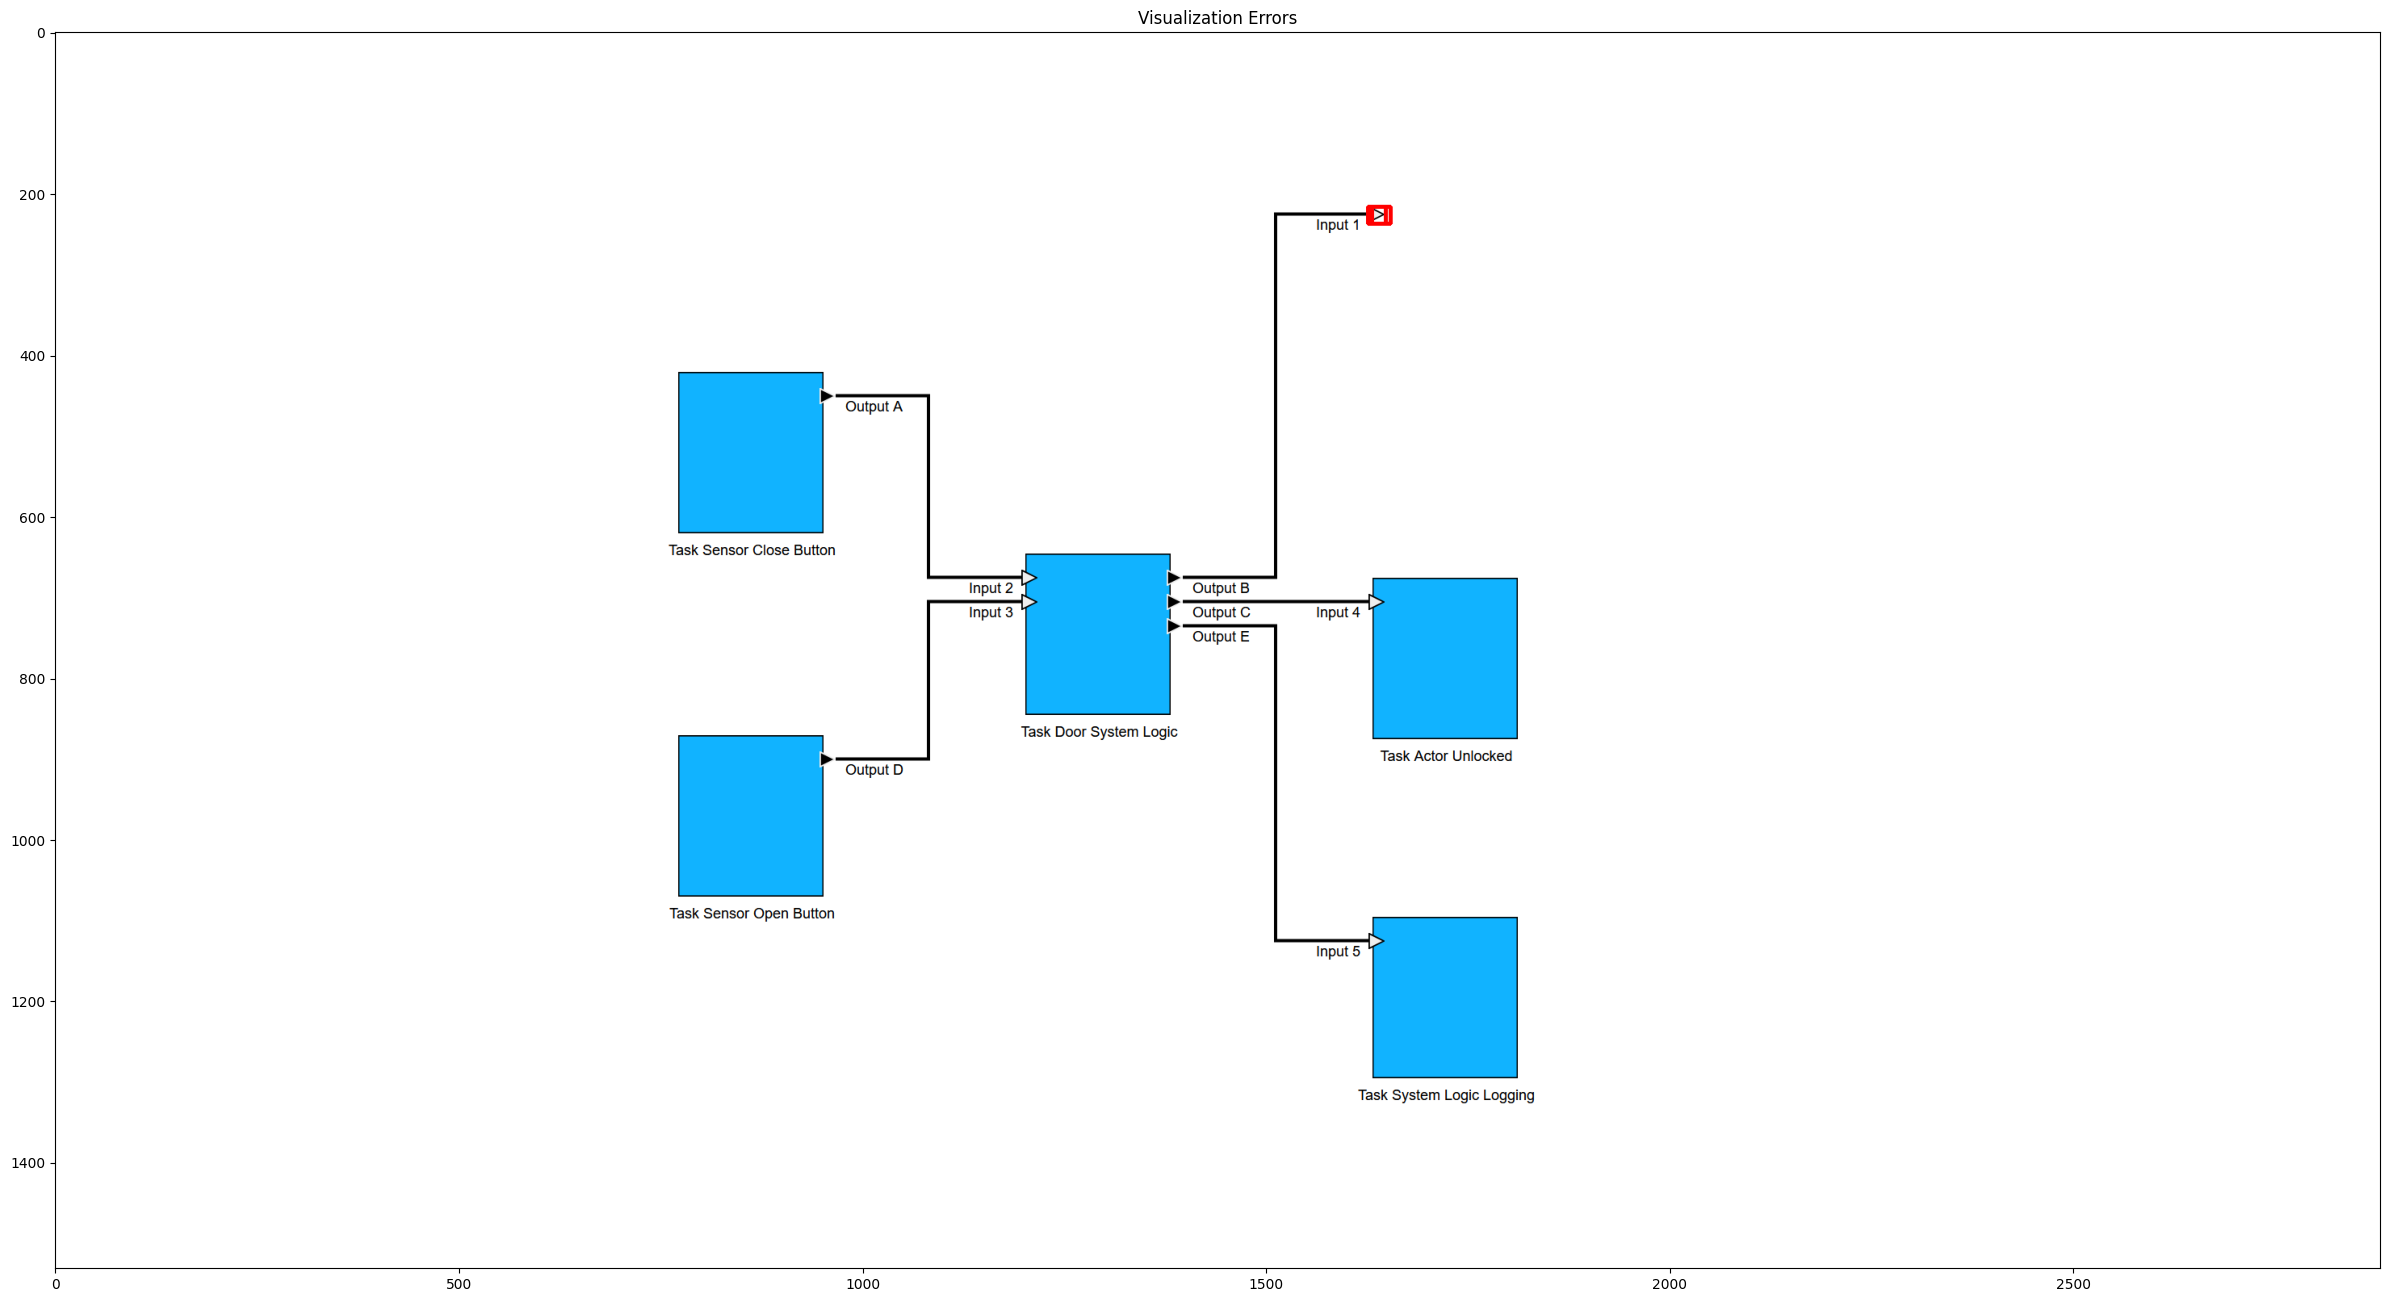 Visualization Errors
0
200
400
600
800
1000
1200
1400
Input 1
Output A
Task Sensor Close Button
Input 2
Input 3
Output B
Output C
Output E
Input 4
Task Door System Logic
Task Actor Unlocked
Output D
Task Sensor Open Button
Input 5
Task System Logic Logging
0
500
1000
1500
2000
2500